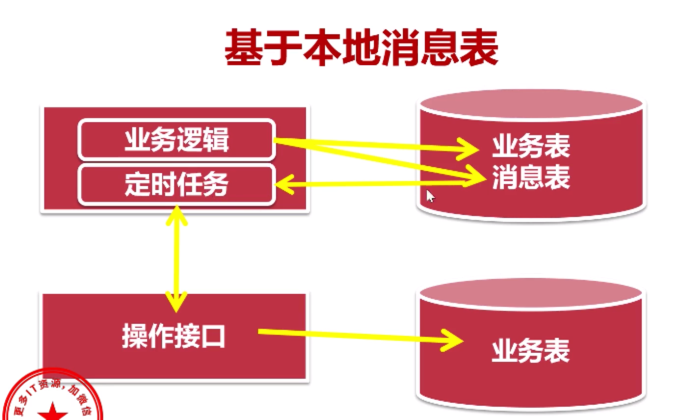 基于本地消息表
业务逻辑
定时任务
业务表
消息表
操作接口
业务表
更多IT资源,加微信